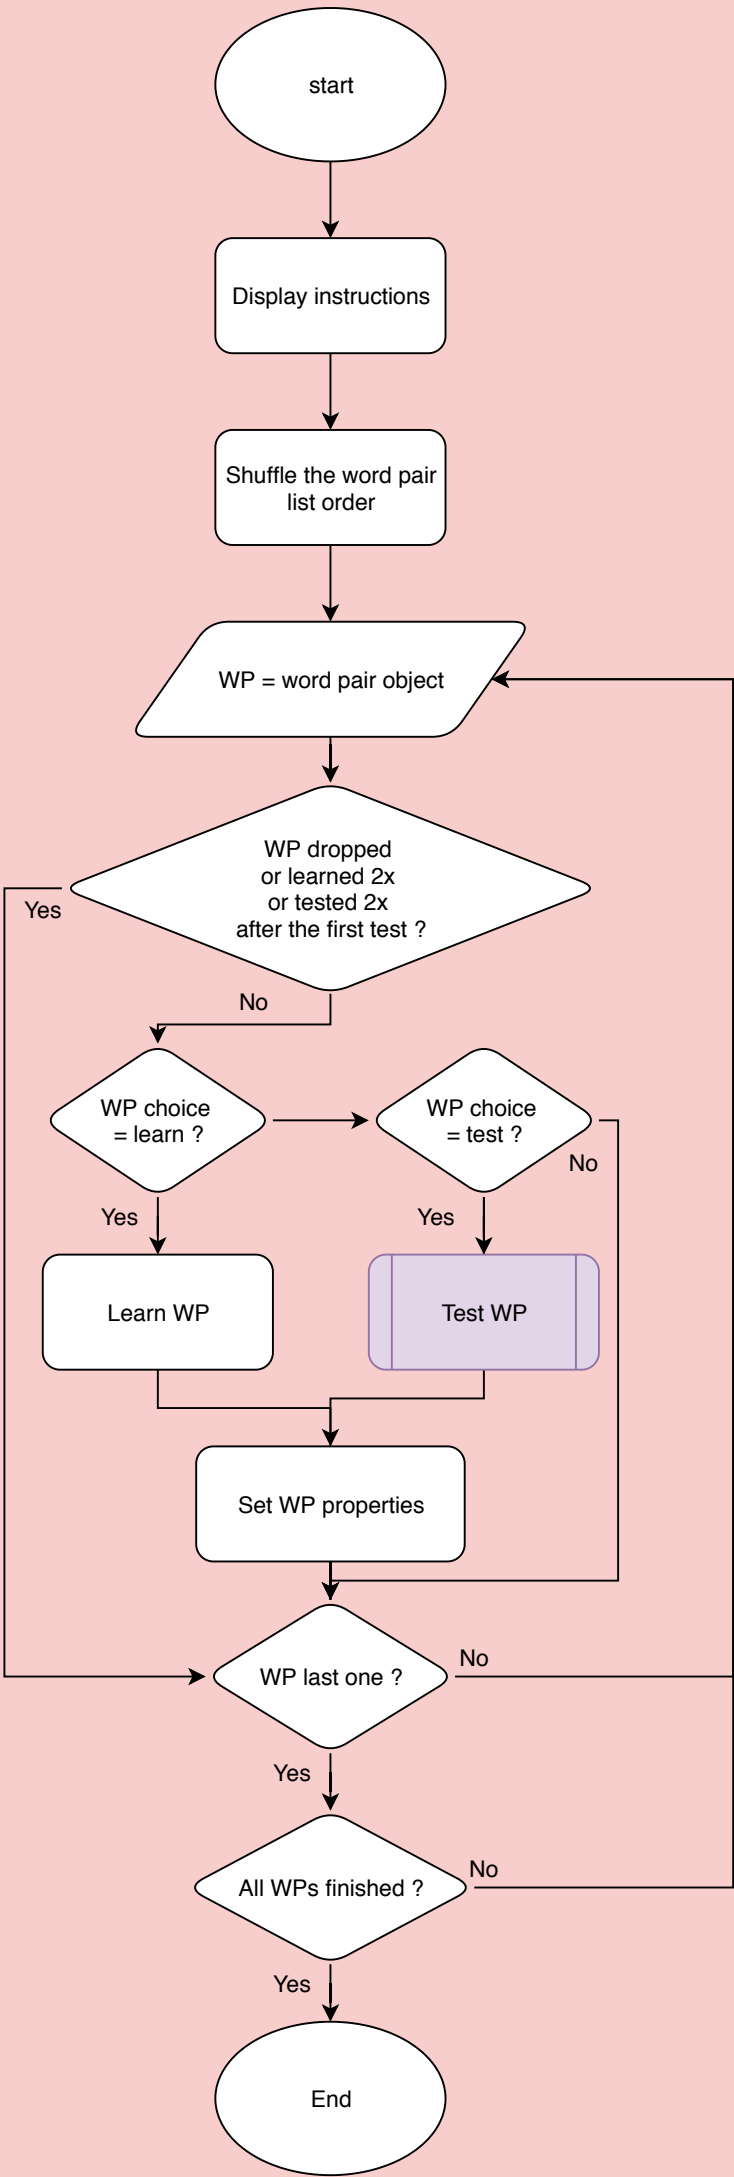 start
Display instructions
Shuffle the word pair
list order
WP = word pair object
WP dropped
or learned 2x
or tested 2x
after the first test ?
Yes
No
WP choice
= learn ?
WP choice
= test ?
No
Yes
Yes
Learn WP
Test WP
Set WP properties
WP last one ?
No
Yes
All WPs finished ?
No
Yes
End